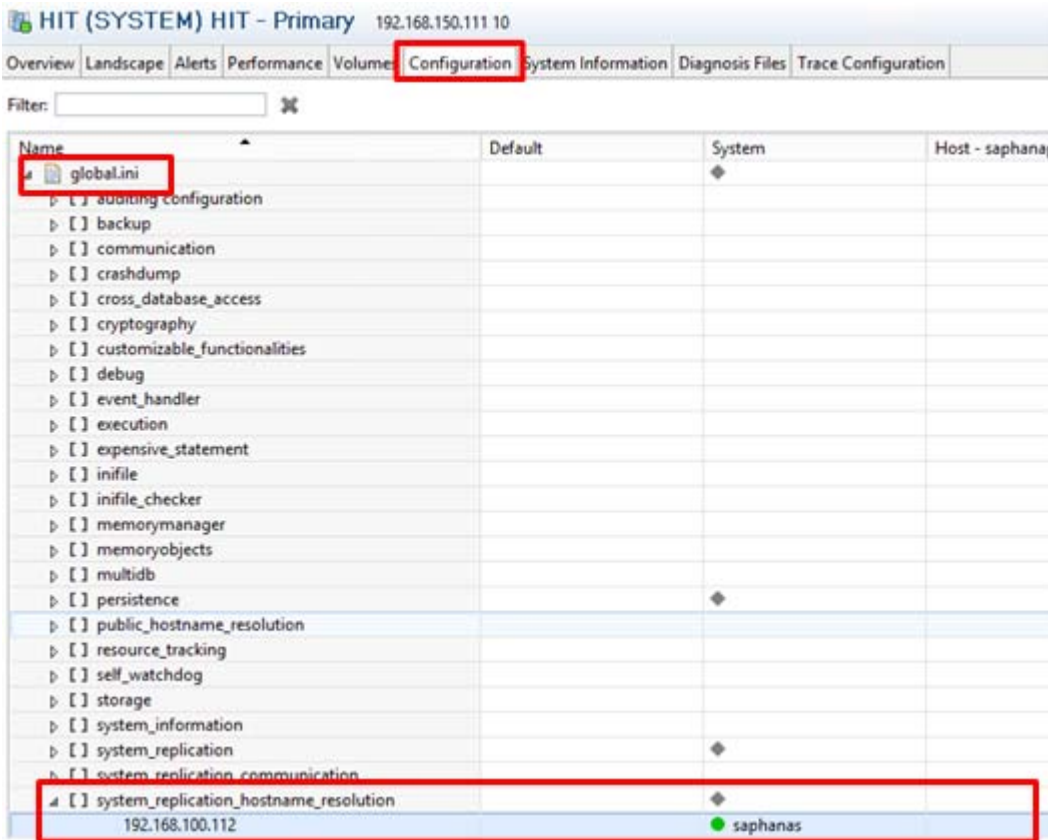 HIT (SYSTEM) HIT - Primary 192.168.150.111 10
Overview Landscape Alerts Performance Volumes Configuration System Information Diagnosis Files Trace Configuration
Filter:
Name Default System Host - saphanap
global.ini
[ ] auditing configuration
[ ] backup
[ ] communication
[ ] crashdump
[ ] cross_database_access
[ ] cryptography
[ ] customizable_functionalities
[ ] debug
[ ] event_handler
[ ] execution
[ ] expensive_statement
[ ] inifile
[ ] inifile_checker
[ ] memorymanager
[ ] memoryobjects
[ ] multidb
[ ] persistence
[ ] public_hostname_resolution
[ ] resource_tracking
[ ] self_watchdog
[ ] storage
[ ] system_information
[ ] system_replication
[ ] system_replication_communication
[ ] system_replication_hostname_resolution
192.168.100.112 saphanas